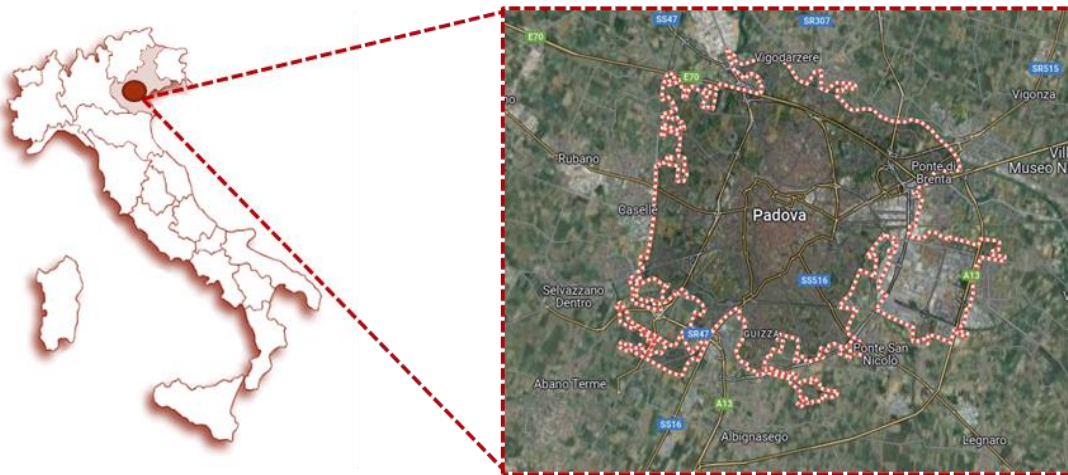 SS47
SR307
E70
Vigodarzere
E70
SR515
Vigonza
Rubano
Ponte di
Brenta
Museo N
Caselle
Padova
A13
SS516
Selvazzano
Dentro
SR47
GUIZZA
Ponte San
Nicolò
Abano Terme
A13
SS16
Albignasego
Legnaro